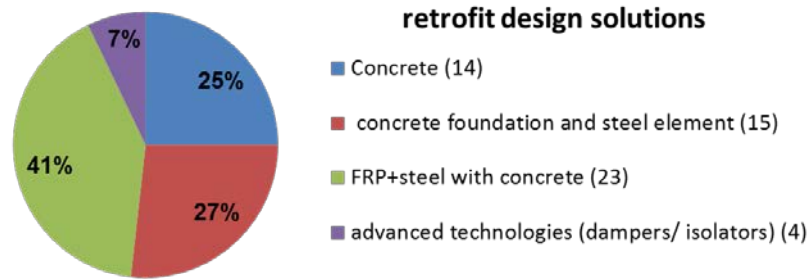 retrofit design solutions
7%
25%
41%
27%
Concrete (14)
concrete foundation and steel element (15)
FRP+steel with concrete (23)
advanced technologies (dampers/ isolators) (4)